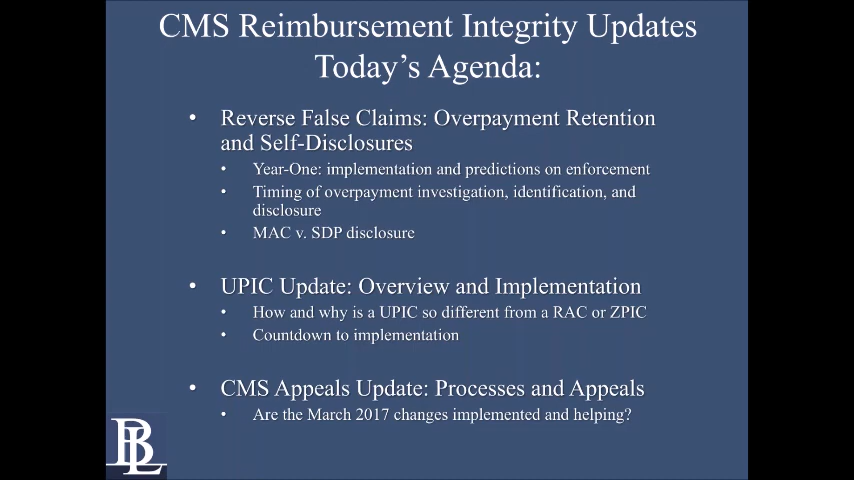 CMS Reimbursement Integrity Updates
Today's Agenda:
• Reverse False Claims: Overpayment Retention
and Self-Disclosures
• Year-One: implementation and predictions on enforcement
• Timing of overpayment investigation, identification, and
disclosure
• MAC v. SDP disclosure
• UPIC Update: Overview and Implementation
• How and why is a UPIC so different from a RAC or ZPIC
• Countdown to implementation
• CMS Appeals Update: Processes and Appeals
• Are the March 2017 changes implemented and helping?
BL